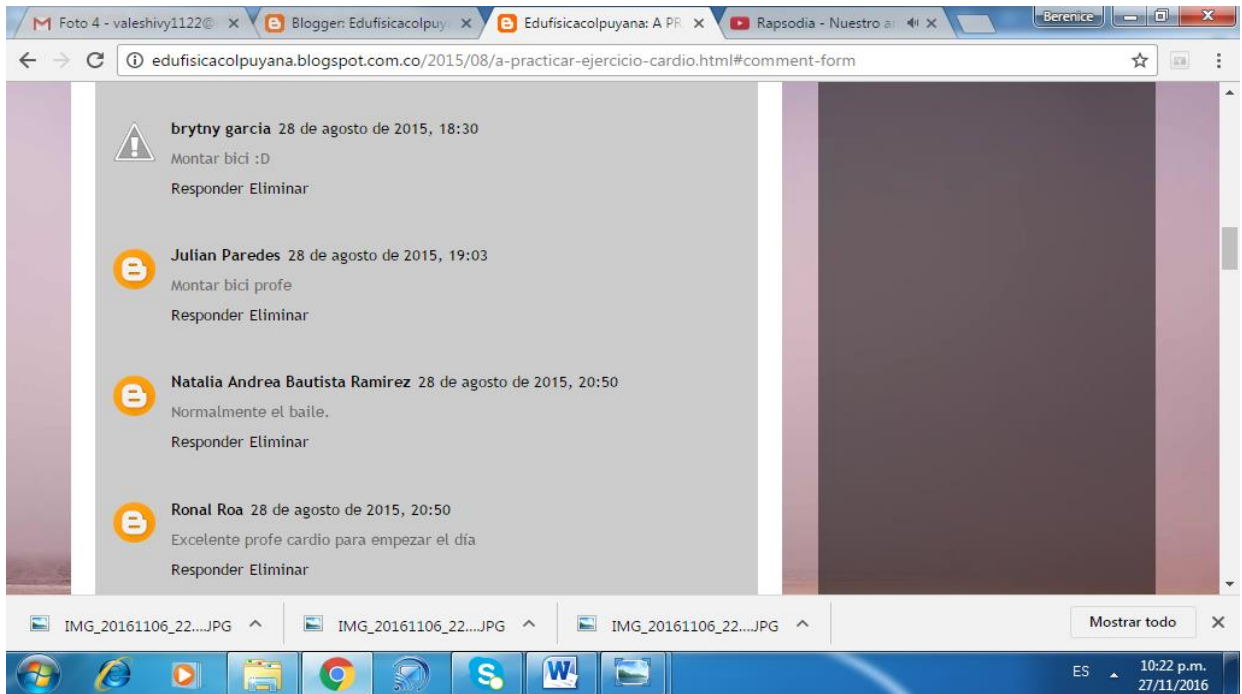 Foto 4 - valeshivy1122@
Blogger: Edufisicacolpuy
Edufisicacolpuyana: A PR
Rapsodia - Nuestro a
Berenice
edufisicacolpuyana.blogspot.com.co/2015/08/a-practicar-ejercicio-cardio.html#comment-form
brytny garcia 28 de agosto de 2015, 18:30
Montar bici :D
Responder Eliminar
Julian Paredes 28 de agosto de 2015, 19:03
Montar bici profe
Responder Eliminar
Natalia Andrea Bautista Ramirez 28 de agosto de 2015, 20:50
Normalmente el baile.
Responder Eliminar
Ronal Roa 28 de agosto de 2015, 20:50
Excelente profe cardio para empezar el día
Responder Eliminar
IMG_20161106_22....JPG
IMG_20161106_22....JPG
IMG_20161106_22....JPG
Mostrar todo
ES
10:22 p.m.
27/11/2016